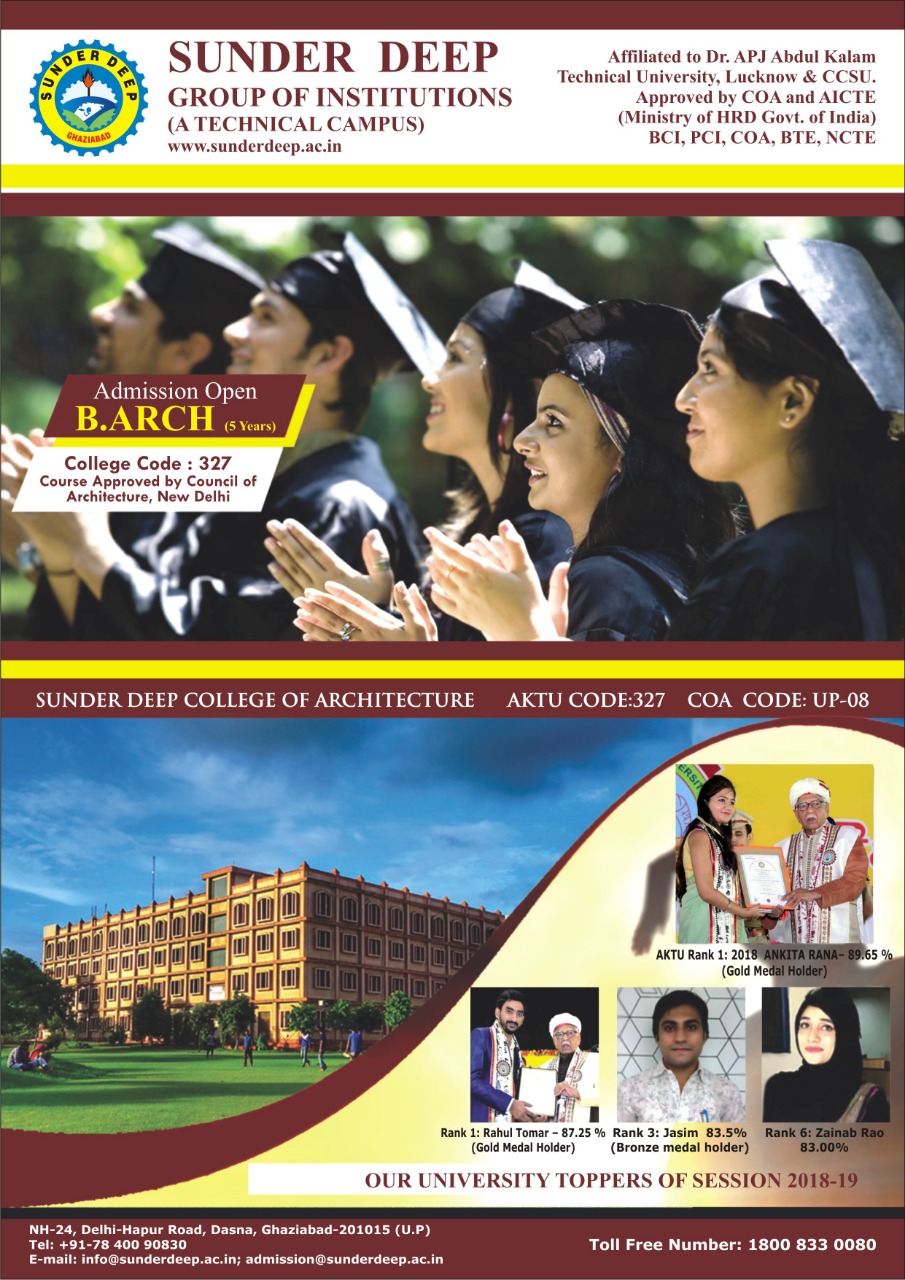 SUNDER DEEP
GHAZIABAD
SUNDER DEEP
GROUP OF INSTITUTIONS
(A TECHNICAL CAMPUS)
www.sunderdeep.ac.in
Affiliated to Dr. APJ Abdul Kalam
Technical University, Lucknow & CCSU.
Approved by COA and AICTE
(Ministry of HRD Govt. of India)
BCI, PCI, COA, BTE, NCTE
Admission Open
B.ARCH (5 Years)
College Code : 327
Course Approved by Council of
Architecture, New Delhi
SUNDER DEEP COLLEGE OF ARCHITECTURE AKTU CODE:327 COA CODE: UP-08
AKTU Rank 1: 2018 ANKITA RANA– 89.65 %
(Gold Medal Holder)
Rank 1: Rahul Tomar – 87.25 %
(Gold Medal Holder)
Rank 3: Jasim 83.5%
(Bronze medal holder)
Rank 6: Zainab Rao
83.00%
OUR UNIVERSITY TOPPERS OF SESSION 2018-19
NH-24, Delhi-Hapur Road, Dasna, Ghaziabad-201015 (U.P)
Tel: +91-78 400 90830
E-mail: info@sunderdeep.ac.in; admission@sunderdeep.ac.in
Toll Free Number: 1800 833 0080